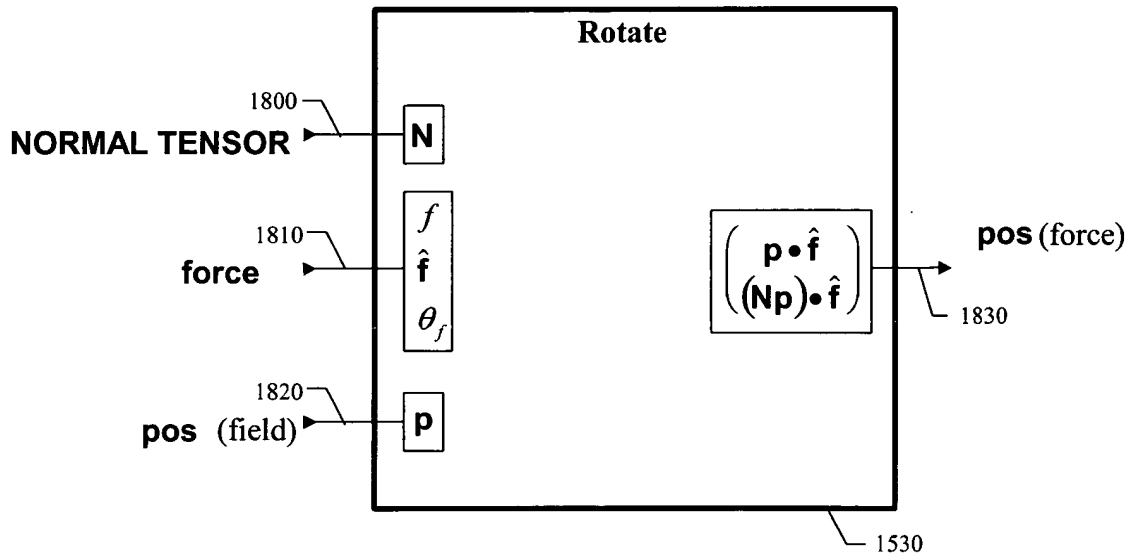 Rotate
1800
NORMAL TENSOR
N
1810
force
f
f̂
θ_f
1820
pos (field)
p
p • f̂
(Np) • f̂
pos (force)
1830
1530